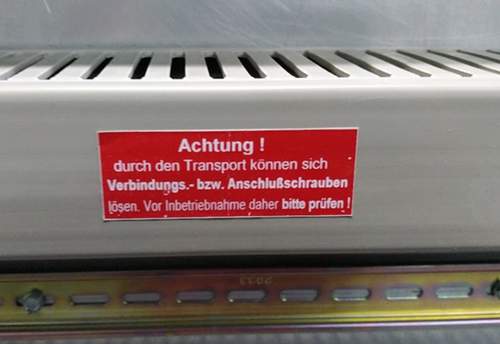 Achtung !
durch den Transport können sich
Verbindungs.- bzw. Anschlußschrauben
lösen. Vor Inbetriebnahme daher bitte prüfen !